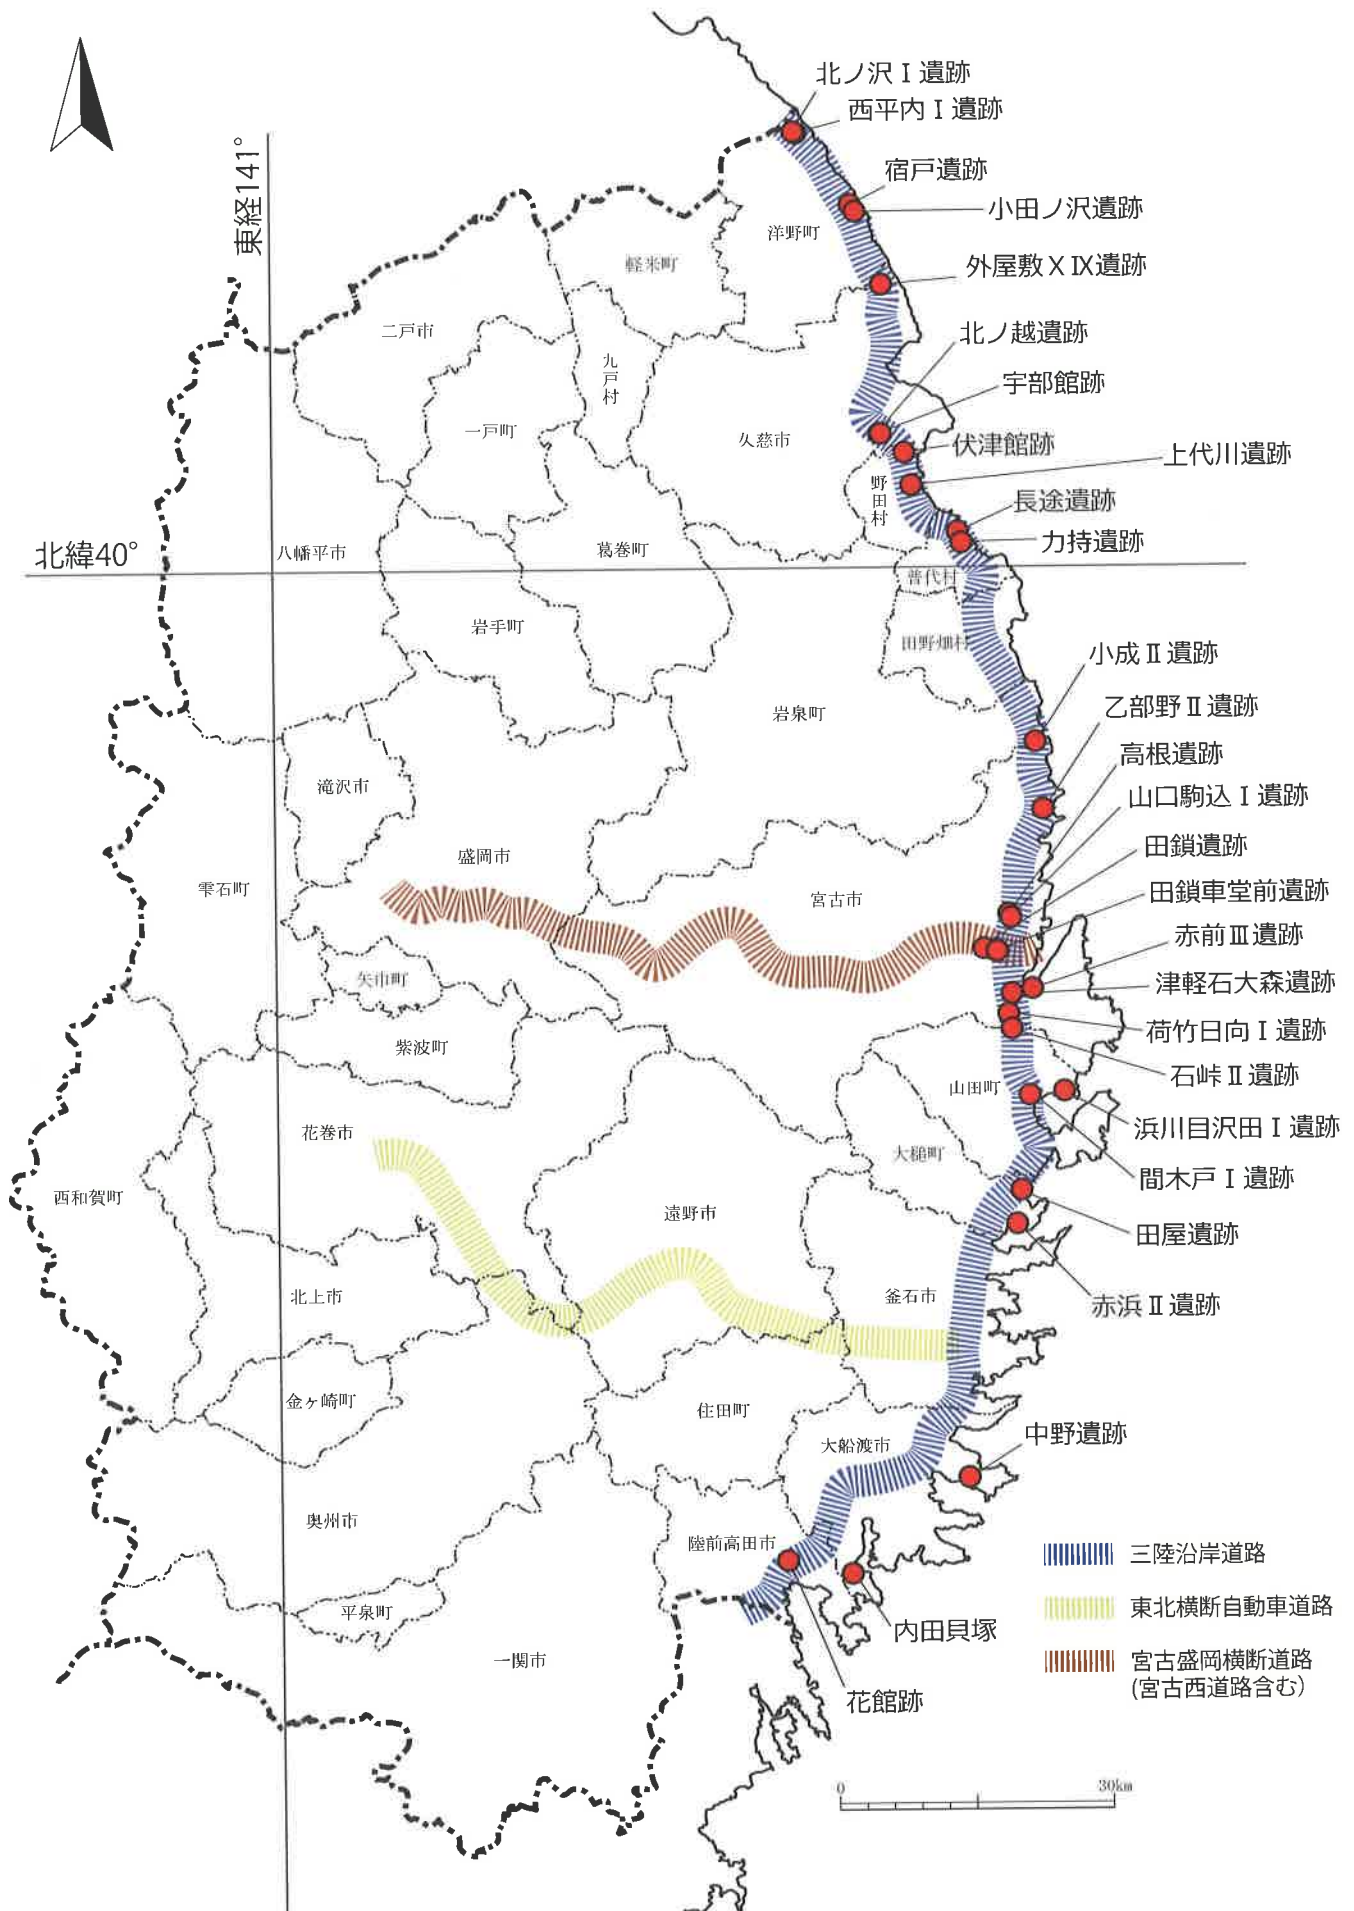 北ノ沢Ⅰ遺跡
西平内Ⅰ遺跡
宿戸遺跡
小田ノ沢遺跡
外屋敷ⅩⅨ遺跡
北ノ越遺跡
宇部館跡
伏津館跡
上代川遺跡
長途遺跡
力持遺跡
小成Ⅱ遺跡
乙部野Ⅱ遺跡
高根遺跡
山口駒込Ⅰ遺跡
田鎖遺跡
田鎖車堂前遺跡
赤前Ⅲ遺跡
津軽石大森遺跡
荷竹日向Ⅰ遺跡
石峠Ⅱ遺跡
浜川目沢田Ⅰ遺跡
間木戸Ⅰ遺跡
田屋遺跡
赤浜Ⅱ遺跡
中野遺跡
内田貝塚
花館跡
東経141°
北緯40°
洋野町
軽米町
二戸市
九戸村
一戸町
久慈市
野田村
八幡平市
葛巻町
普代村
岩手町
田野畑村
岩泉町
滝沢市
盛岡市
雫石町
宮古市
矢巾町
紫波町
山田町
花巻市
大槌町
西和賀町
遠野市
北上市
釜石市
金ヶ崎町
住田町
大船渡市
奥州市
陸前高田市
平泉町
一関市
三陸沿岸道路
東北横断自動車道路
宮古盛岡横断道路
(宮古西道路含む)
0
30km